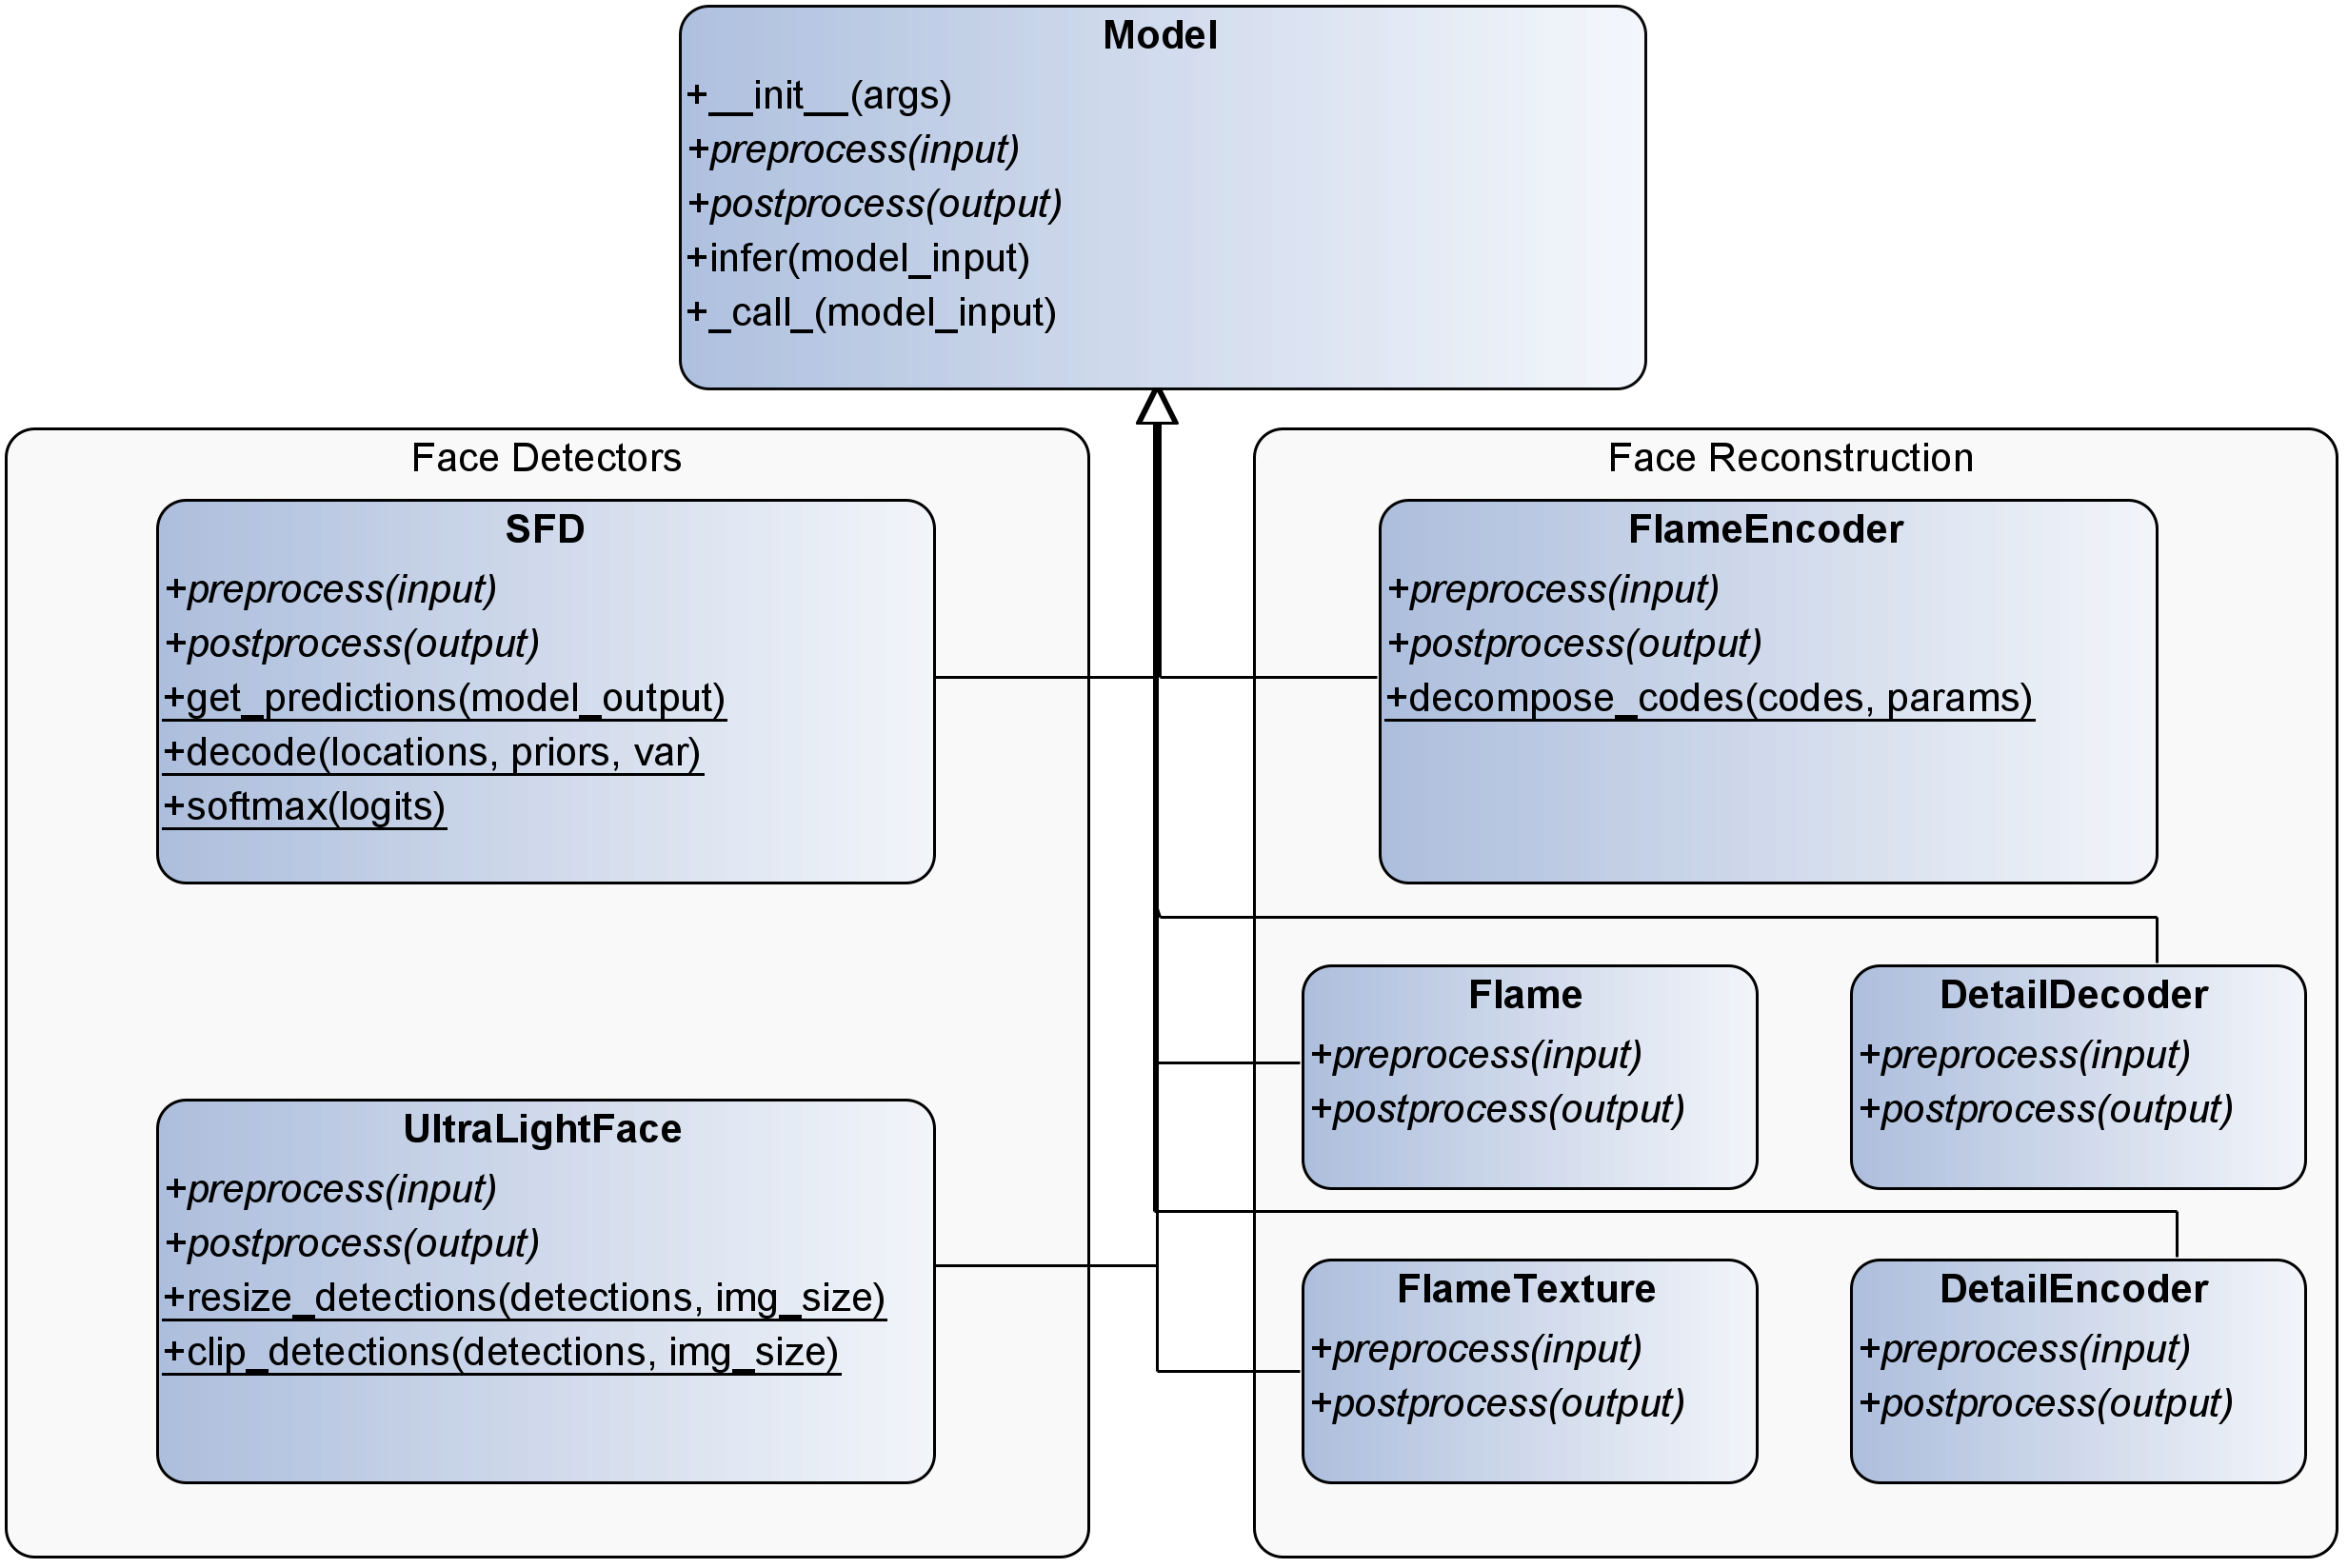 Model
+__init__(args)
+preprocess(input)
+postprocess(output)
+infer(model_input)
+_call_(model_input)
Face Detectors
SFD
+preprocess(input)
+postprocess(output)
+get_predictions(model_output)
+decode(locations, priors, var)
+softmax(logits)
UltraLightFace
+preprocess(input)
+postprocess(output)
+resize_detections(detections, img_size)
+clip_detections(detections, img_size)
Face Reconstruction
FlameEncoder
+preprocess(input)
+postprocess(output)
+decompose_codes(codes, params)
Flame
+preprocess(input)
+postprocess(output)
DetailDecoder
+preprocess(input)
+postprocess(output)
FlameTexture
+preprocess(input)
+postprocess(output)
DetailEncoder
+preprocess(input)
+postprocess(output)